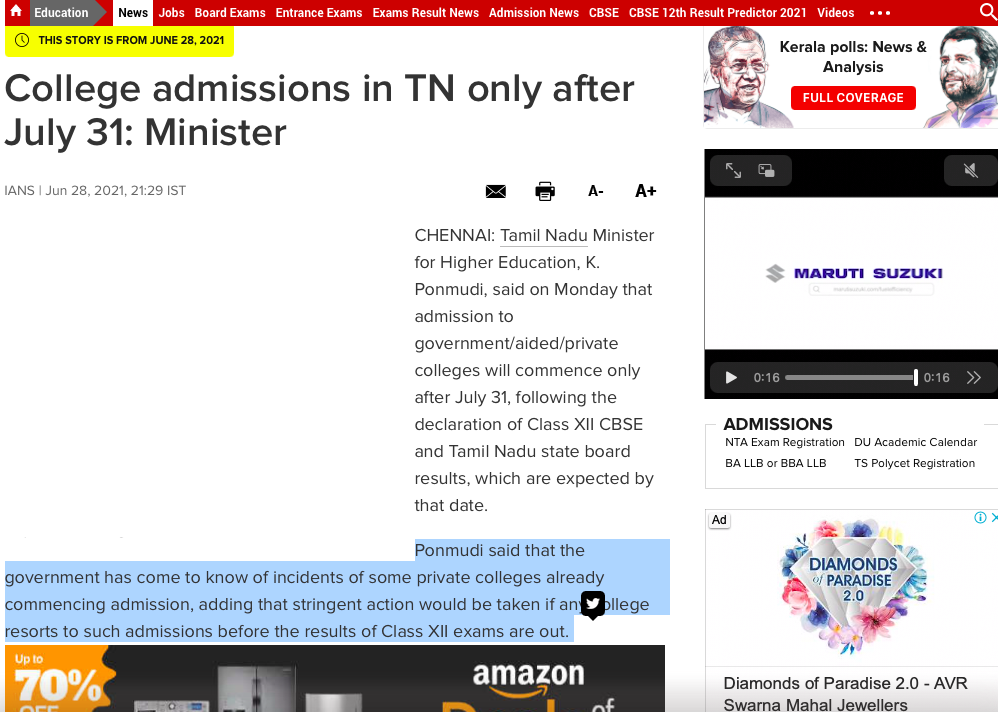 Education News Jobs Board Exams Entrance Exams Exams Result News Admission News CBSE CBSE 12th Result Predictor 2021 Videos
THIS STORY IS FROM JUNE 28, 2021
College admissions in TN only after
July 31: Minister
IANS | Jun 28, 2021, 21:29 IST
A- A+
CHENNAI: Tamil Nadu Minister
for Higher Education, K.
Ponmudi, said on Monday that
admission to
government/aided/private
colleges will commence only
after July 31, following the
declaration of Class XII CBSE
and Tamil Nadu state board
results, which are expected by
that date.
Ponmudi said that the
government has come to know of incidents of some private colleges already
commencing admission, adding that stringent action would be taken if any college
resorts to such admissions before the results of Class XII exams are out.
Up to
70%
OFF
amazon
of
Kerala polls: News &
Analysis
FULL COVERAGE
MARUTI SUZUKI
0:16 0:16
ADMISSIONS
NTA Exam Registration DU Academic Calendar
BA LLB or BBA LLB TS Polycet Registration
Ad
DIAMONDS
of PARADISE
2.0
Diamonds of Paradise 2.0 - AVR
Swarna Mahal Jewellers